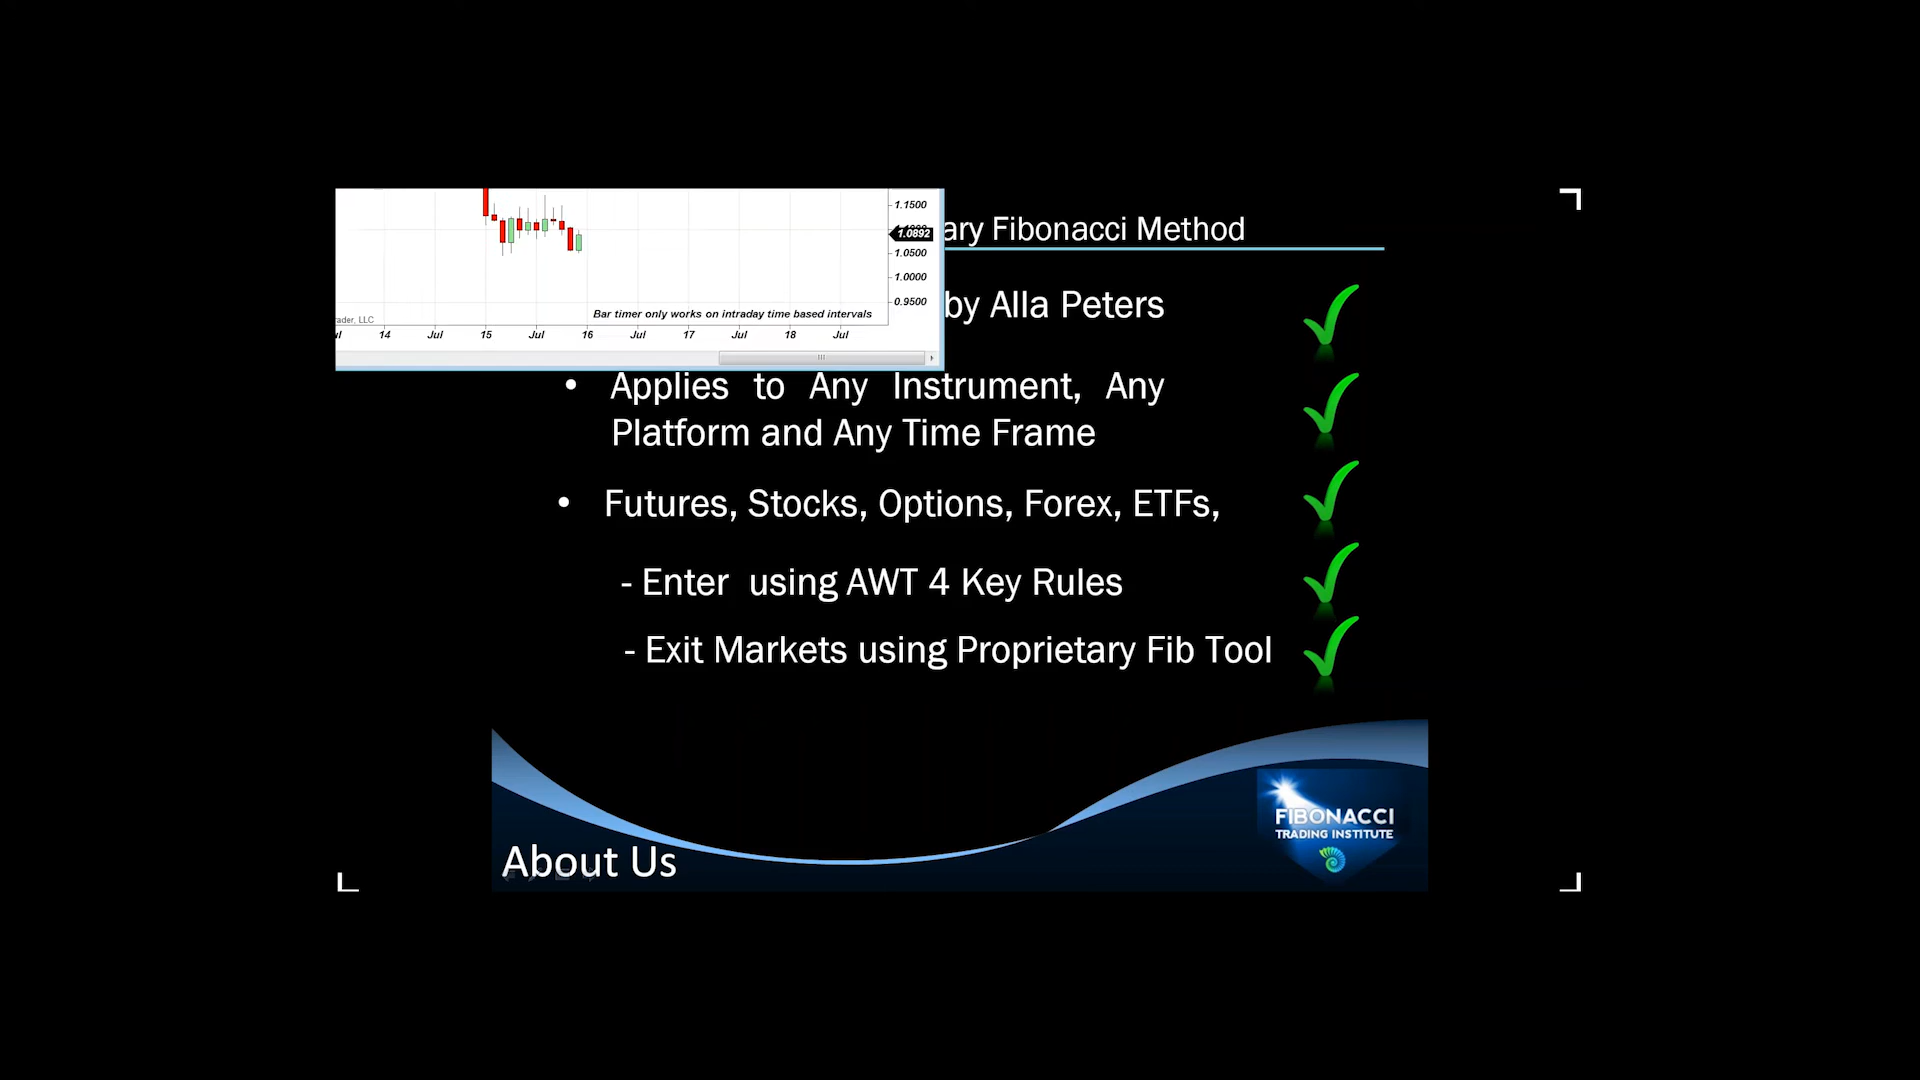 1.1500
ary Fibonacci Method
1.0892
1.0500
1.0000
0.9500
Bar timer only works on intraday time based intervals
ader, LLC
14 Jul 15 Jul 16 Jul 17 Jul 18 Jul
by Alla Peters
• Applies to Any Instrument, Any
Platform and Any Time Frame
• Futures, Stocks, Options, Forex, ETFs,
- Enter using AWT 4 Key Rules
- Exit Markets using Proprietary Fib Tool
FIBONACCI
TRADING INSTITUTE
About Us